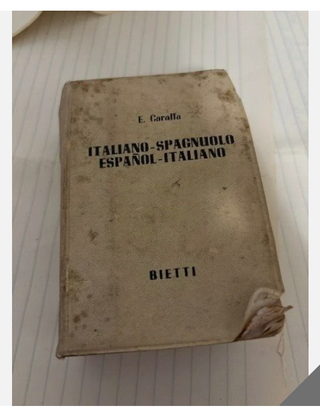 E. Caraffa
ITALIANO-SPAGNUOLO
ESPAÑOL-ITALIANO
BIETTI